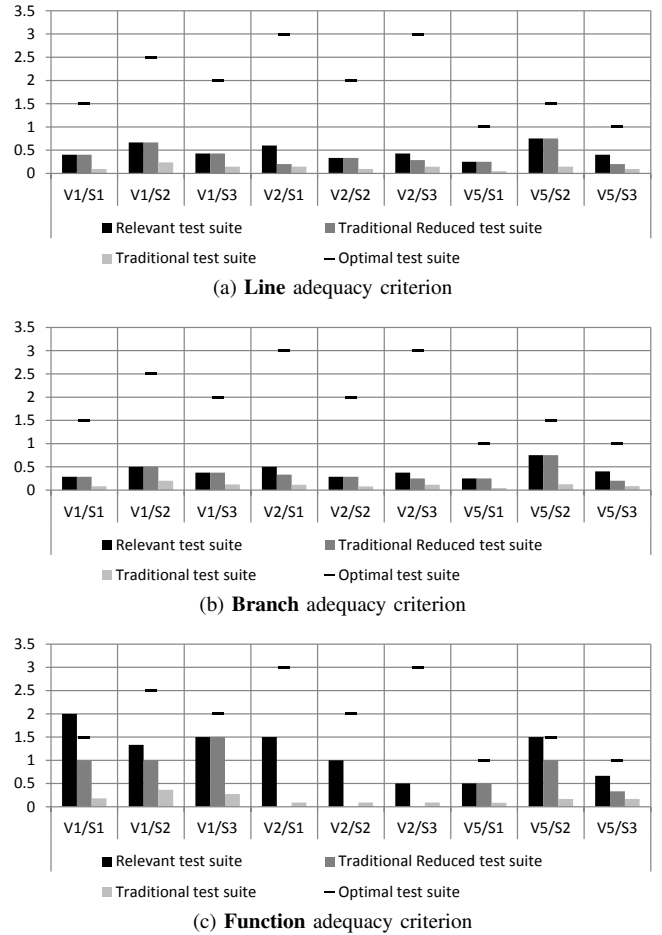 3.5
3
2.5
2
1.5
1
0.5
0
V1/S1 V1/S2 V1/S3 V2/S1 V2/S2 V2/S3 V5/S1 V5/S2 V5/S3
Relevant test suite Traditional Reduced test suite
Traditional test suite Optimal test suite
(a) Line adequacy criterion
3.5
3
2.5
2
1.5
1
0.5
0
V1/S1 V1/S2 V1/S3 V2/S1 V2/S2 V2/S3 V5/S1 V5/S2 V5/S3
Relevant test suite Traditional Reduced test suite
Traditional test suite Optimal test suite
(b) Branch adequacy criterion
3.5
3
2.5
2
1.5
1
0.5
0
V1/S1 V1/S2 V1/S3 V2/S1 V2/S2 V2/S3 V5/S1 V5/S2 V5/S3
Relevant test suite Traditional Reduced test suite
Traditional test suite Optimal test suite
(c) Function adequacy criterion